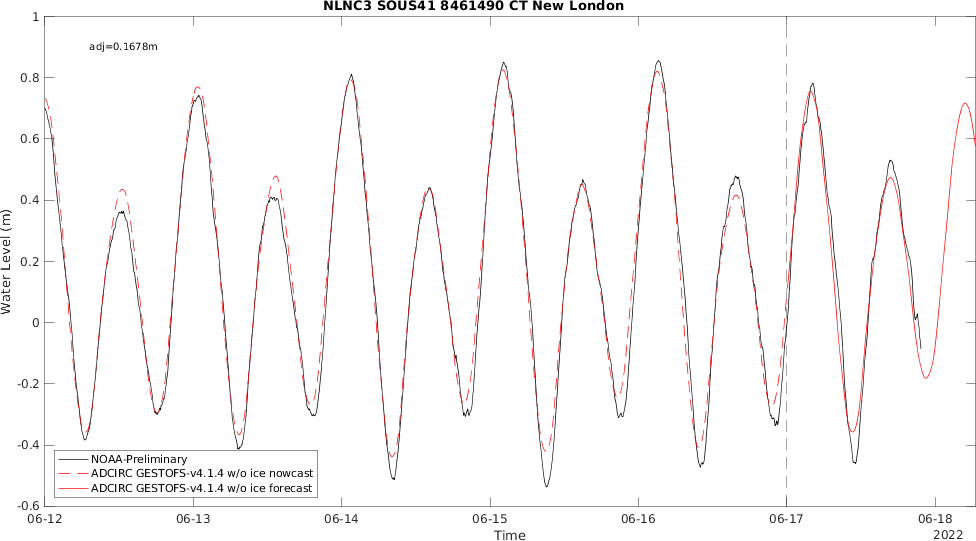 NLNC3 SOUS41 8461490 CT New London
adj=0.1678m
1
0.8
0.6
0.4
0.2
0
-0.2
-0.4
-0.6
Water Level (m)
NOAA-Preliminary
ADCIRC GESTOFS-v4.1.4 w/o ice nowcast
ADCIRC GESTOFS-v4.1.4 w/o ice forecast
06-12 06-13 06-14 06-15 06-16 06-17 06-18
Time
2022